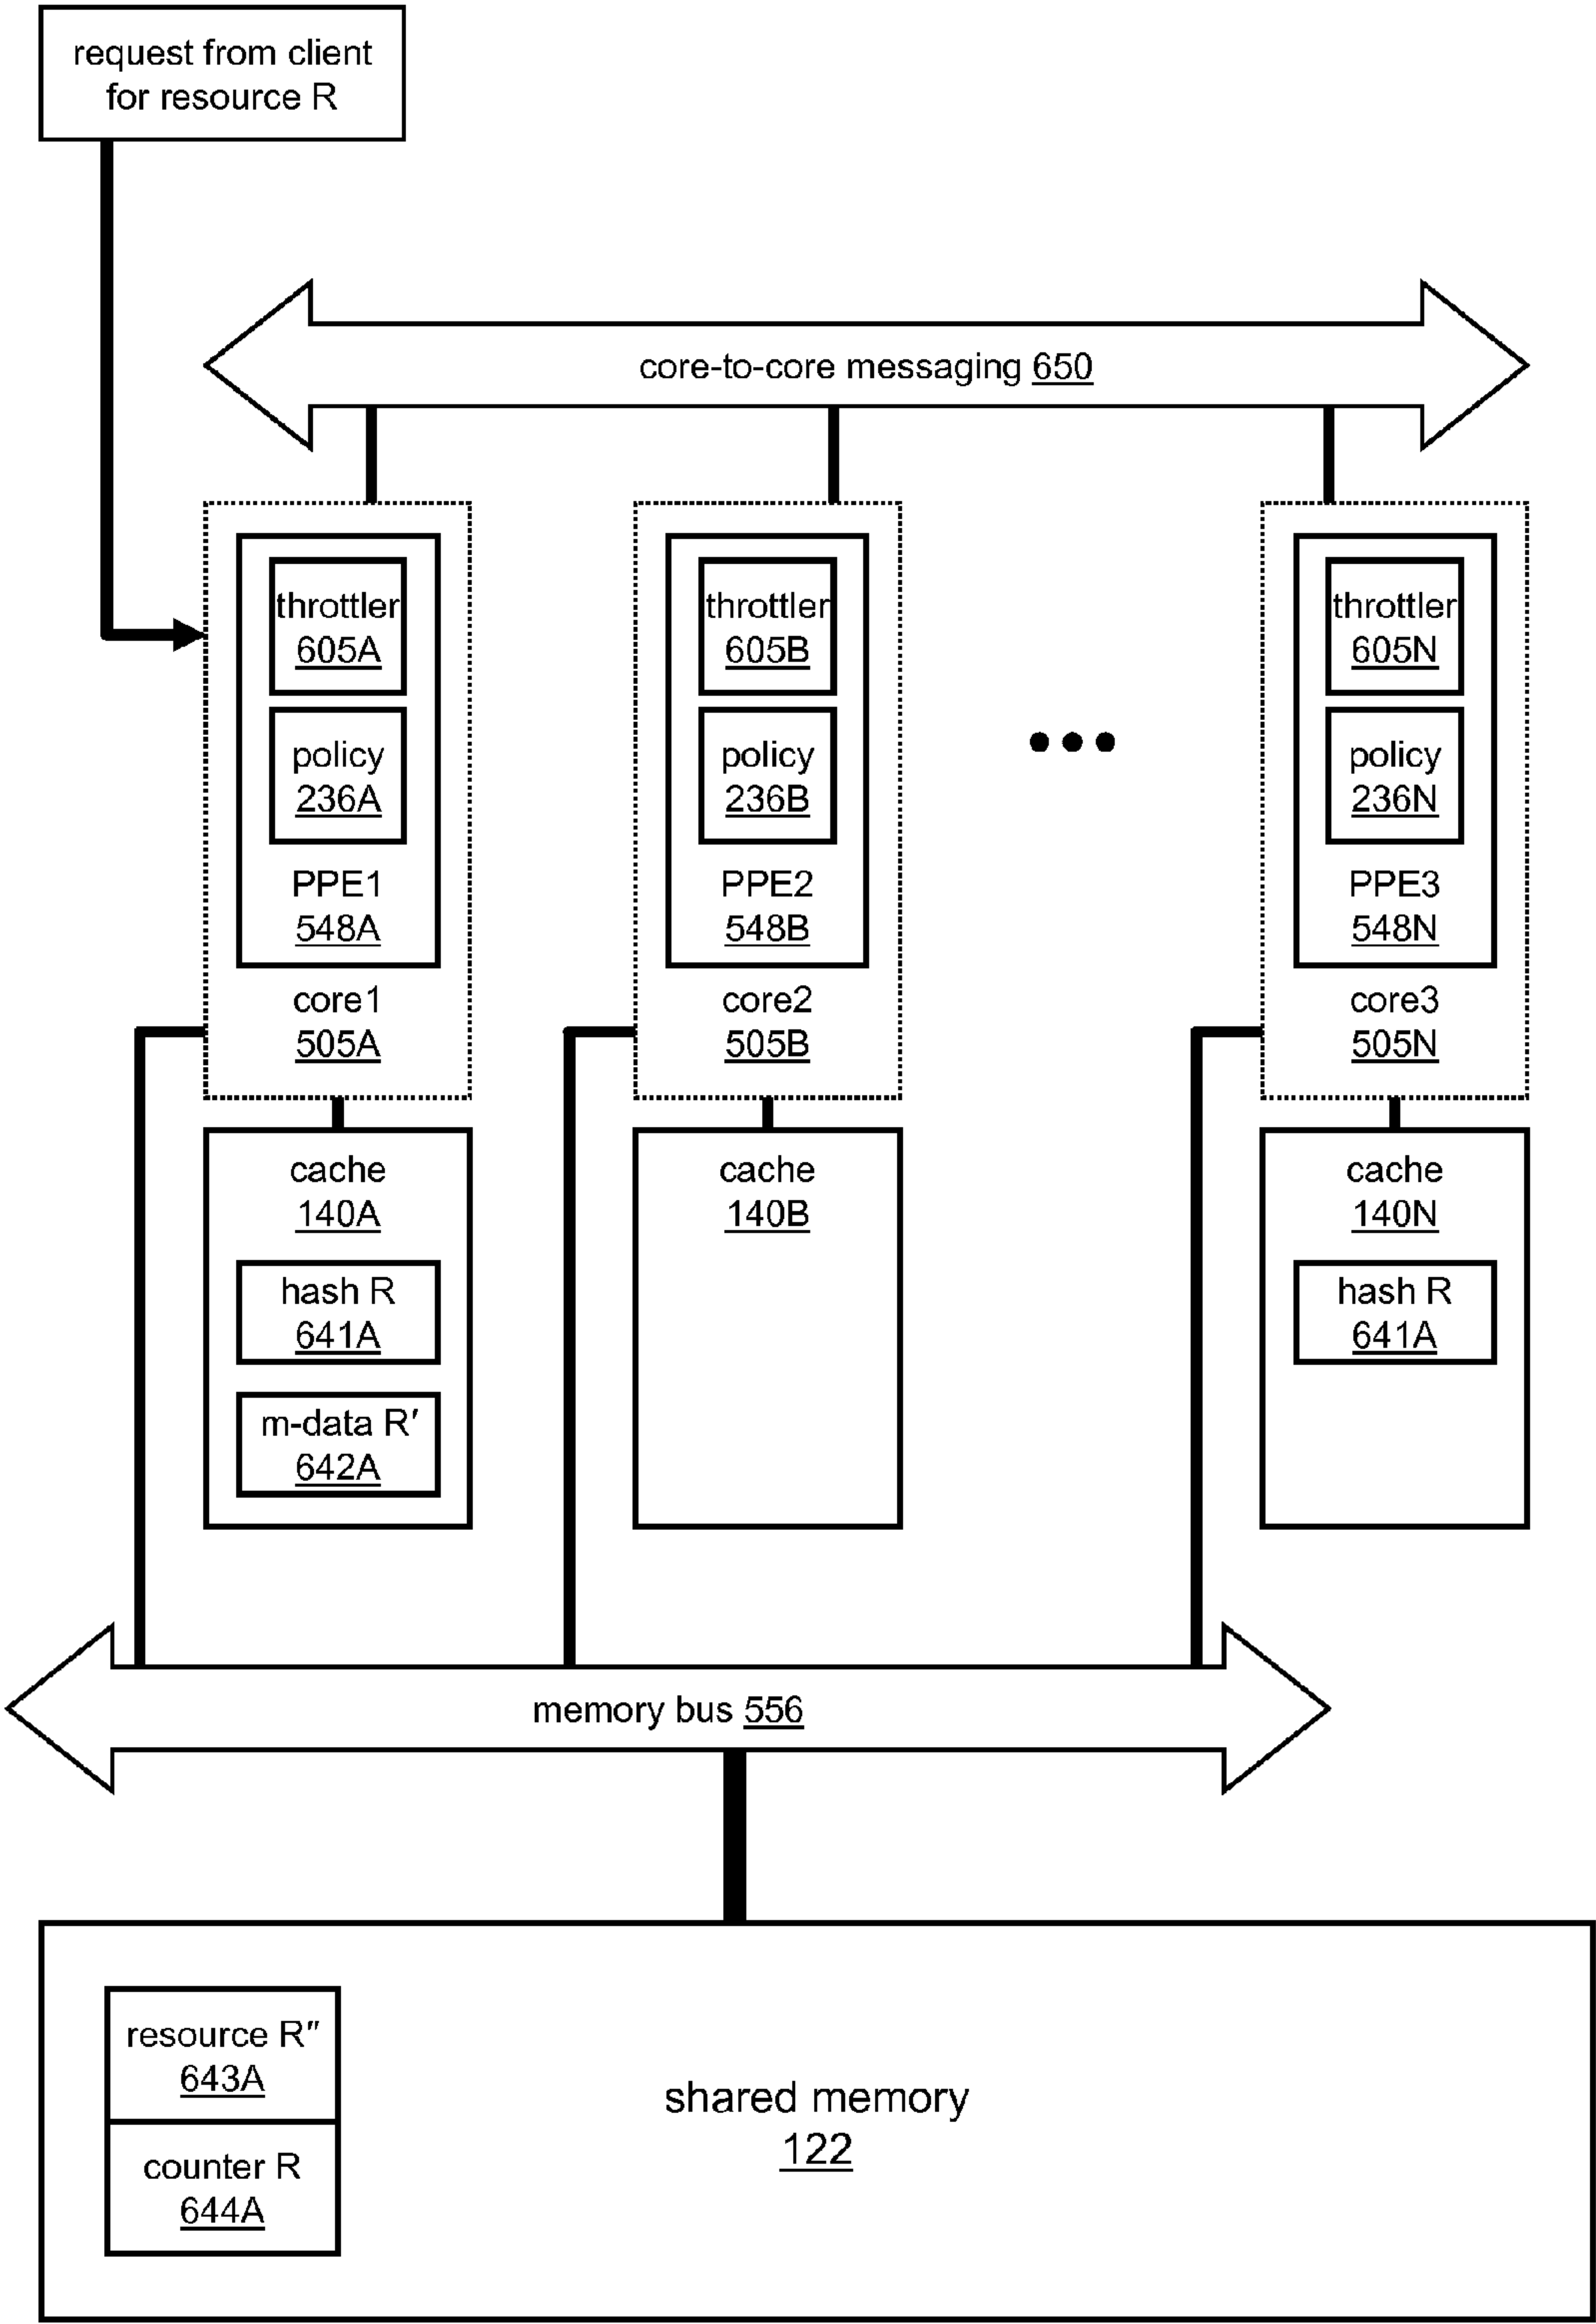 request from client
for resource R
core-to-core messaging 650
throttler
605A
policy
236A
PPE1
548A
core1
505A
throttler
605B
policy
236B
PPE2
548B
core2
505B
throttler
605N
policy
236N
PPE3
548N
core3
505N
cache
140A
hash R
641A
m-data R′
642A
cache
140B
cache
140N
hash R
641A
memory bus 556
resource R″
643A
counter R
644A
shared memory
122